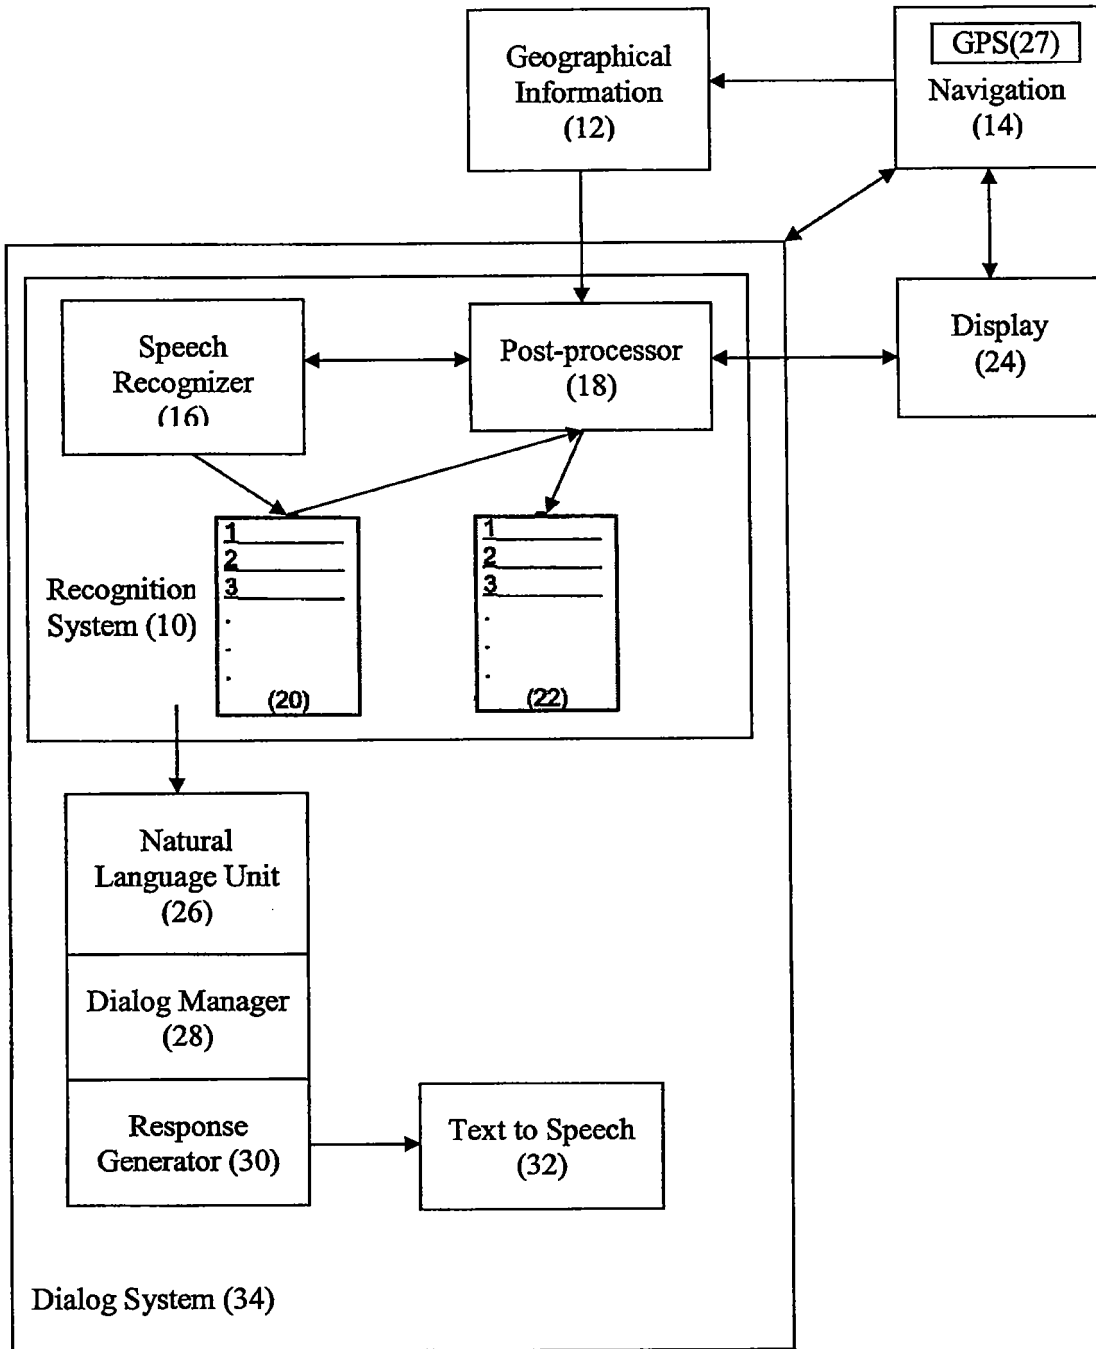 Geographical
Information
(12)
GPS(27)
Navigation
(14)
Speech
Recognizer
(16)
Post-processor
(18)
Display
(24)
Recognition
System (10)
1
2
3
.
.
.
(20)
1
2
3
.
.
.
(22)
Natural
Language Unit
(26)
Dialog Manager
(28)
Response
Generator (30)
Text to Speech
(32)
Dialog System (34)